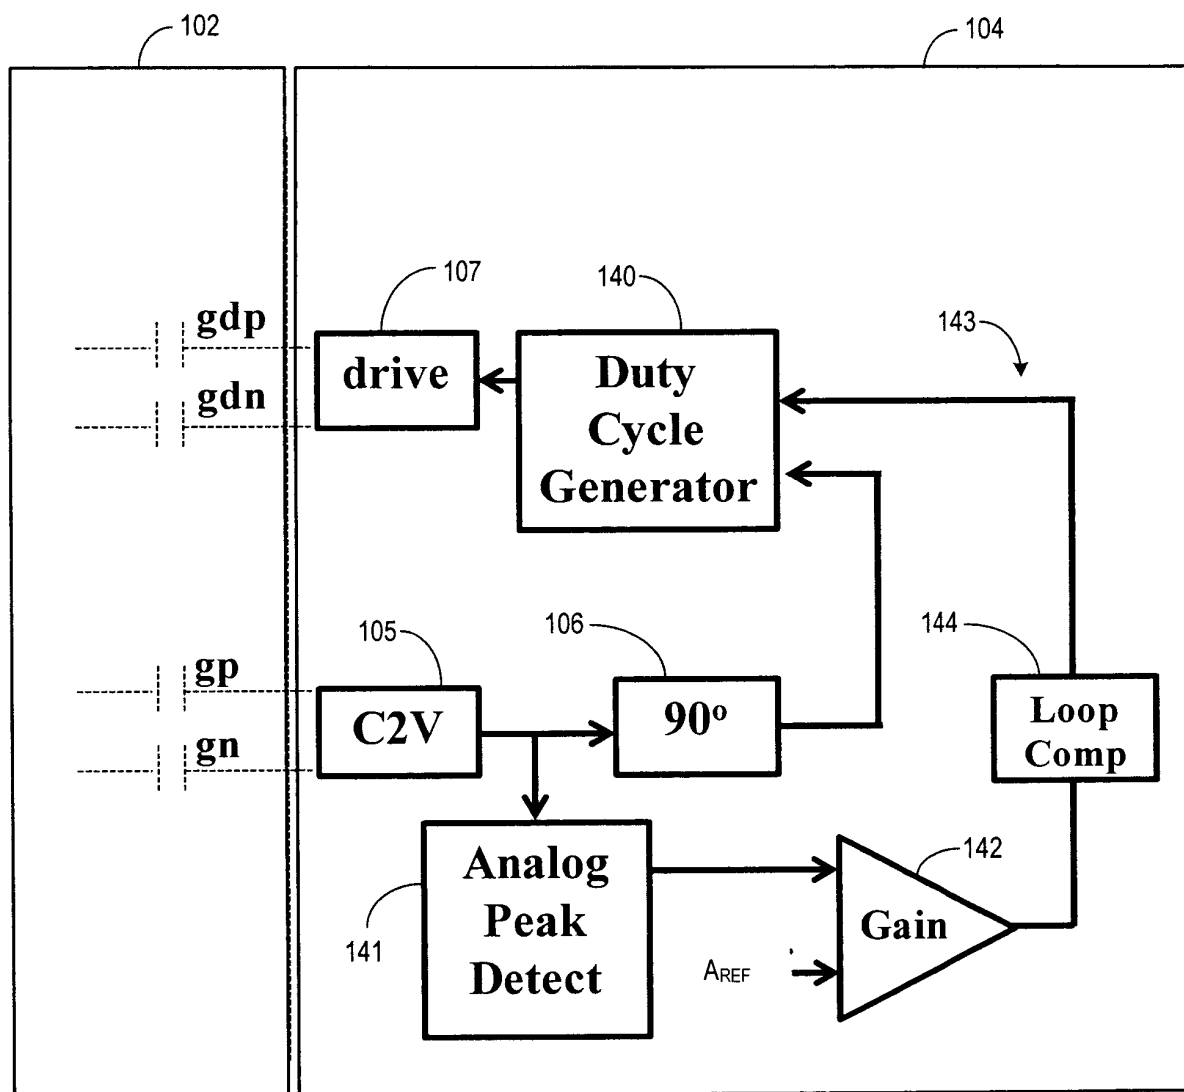 102
104
107
140
143
gdp
gdn
drive
Duty
Cycle
Generator
105
106
144
gp
gn
C2V
90º
Loop
Comp
141
Analog
Peak
Detect
142
Gain
AREF